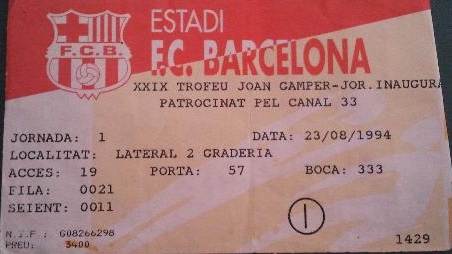 ESTADI
F.C. BARCELONA
F.C.B.
XXIX TROFEU JOAN GAMPER-JOR.INAUGURA
PATROCINAT PEL CANAL 33
JORNADA: 1 DATA: 23/08/1994
LOCALITAT: LATERAL 2 GRADERIA
ACCES: 19 PORTA: 57 BOCA: 333
FILA: 0021
SEIENT: 0011
1
N.I.F.: G08266298
PREU: 3400
1429